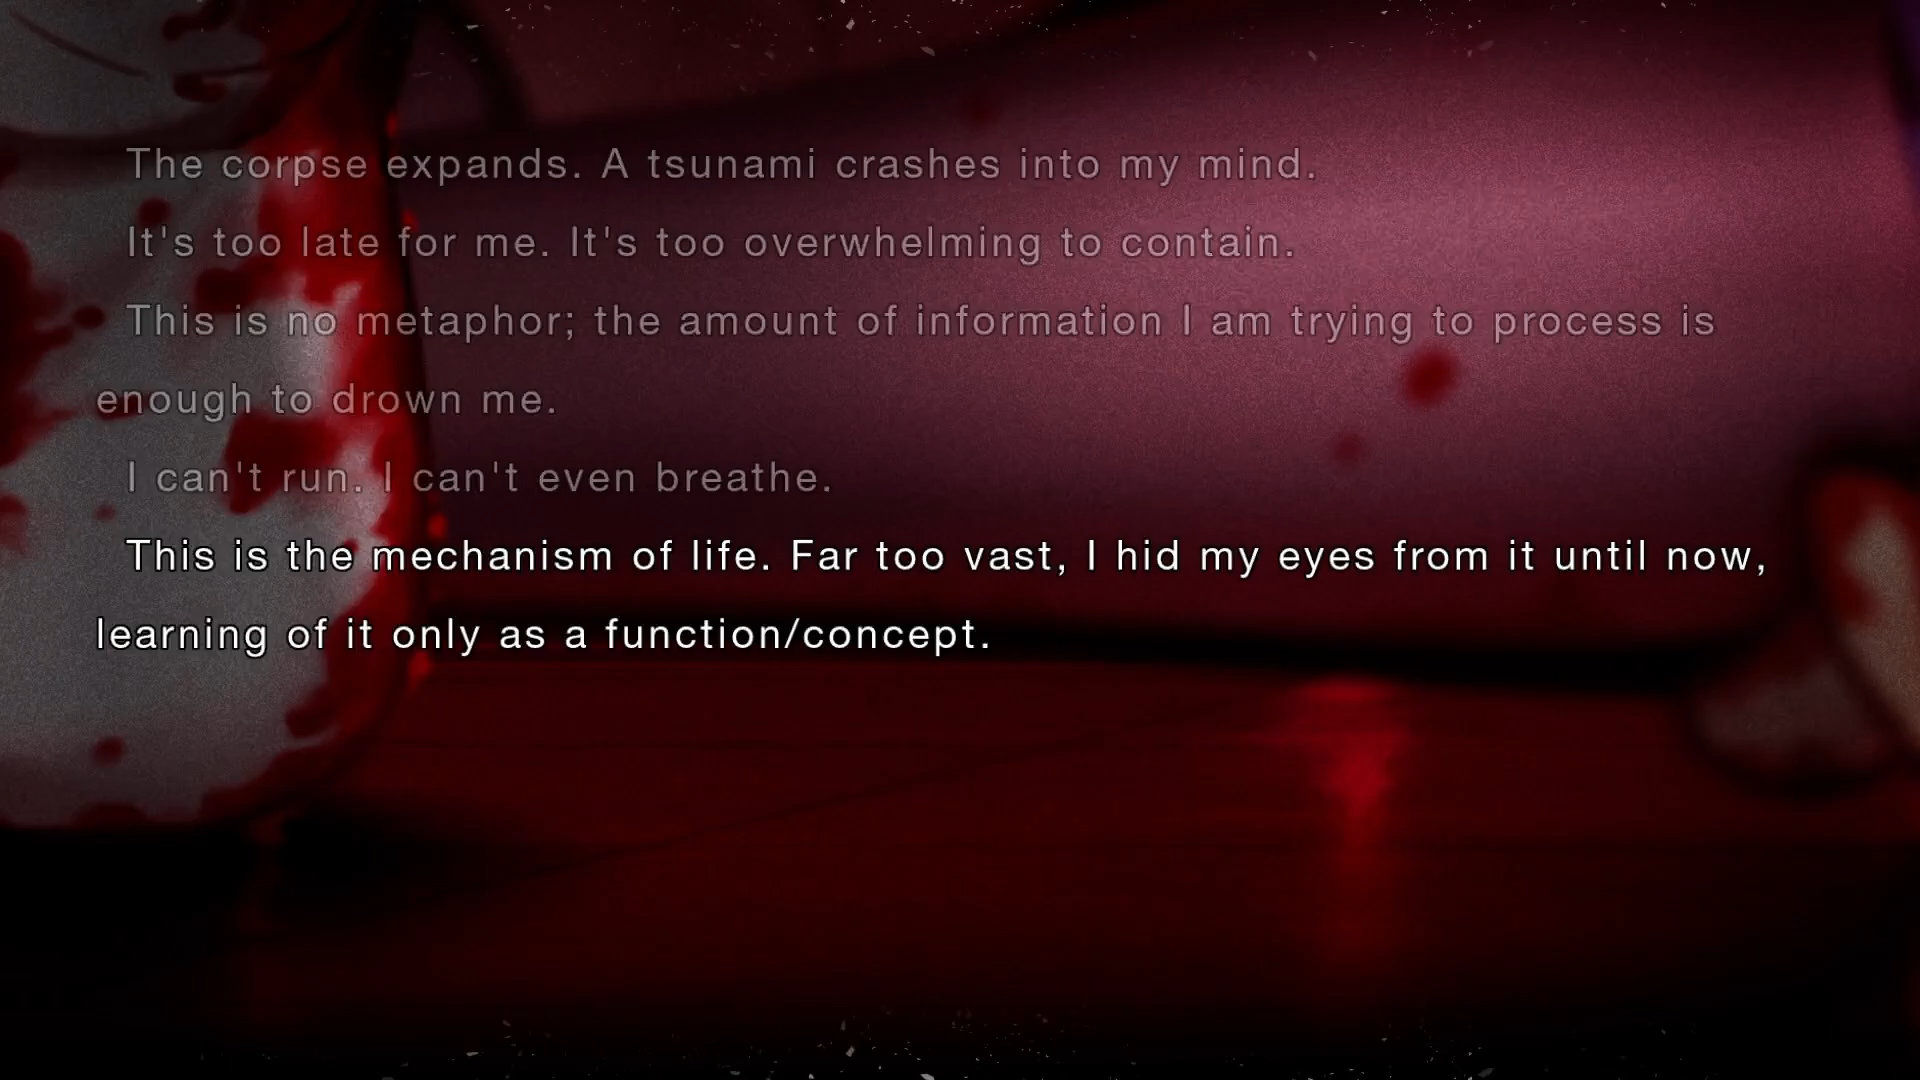 The corpse expands. A tsunami crashes into my mind.
It's too late for me. It's too overwhelming to contain.
This is no metaphor; the amount of information I am trying to process is
enough to drown me.
I can't run. I can't even breathe.
This is the mechanism of life. Far too vast, I hid my eyes from it until now,
learning of it only as a function/concept.